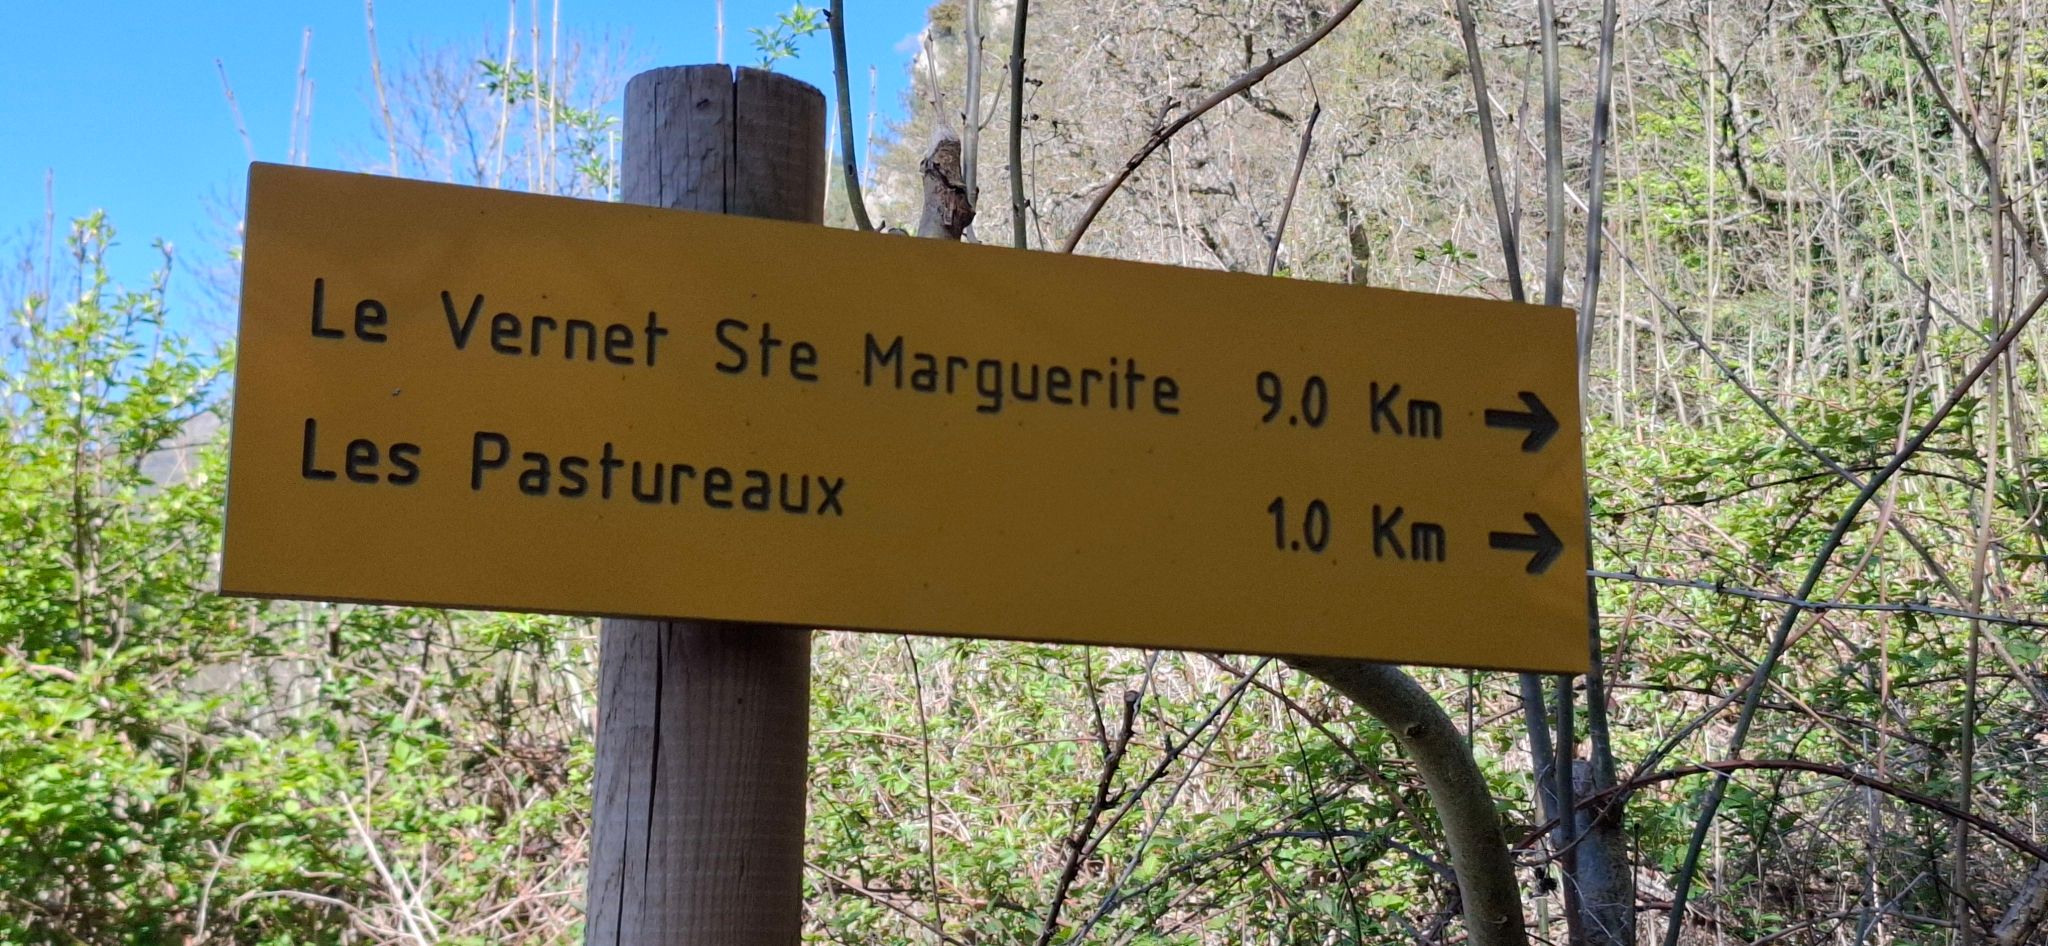 Le Vernet Ste Marguerite 9.0 Km →
Les Pastureaux 1.0 Km →